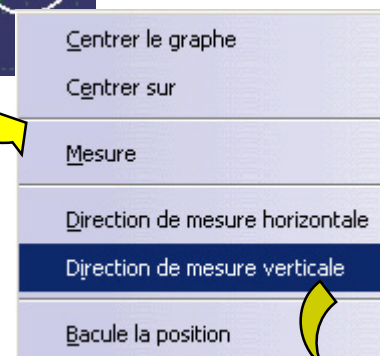 Centrer le graphe
Centrer sur
Mesure
Direction de mesure horizontale
Direction de mesure verticale
Bacule la position